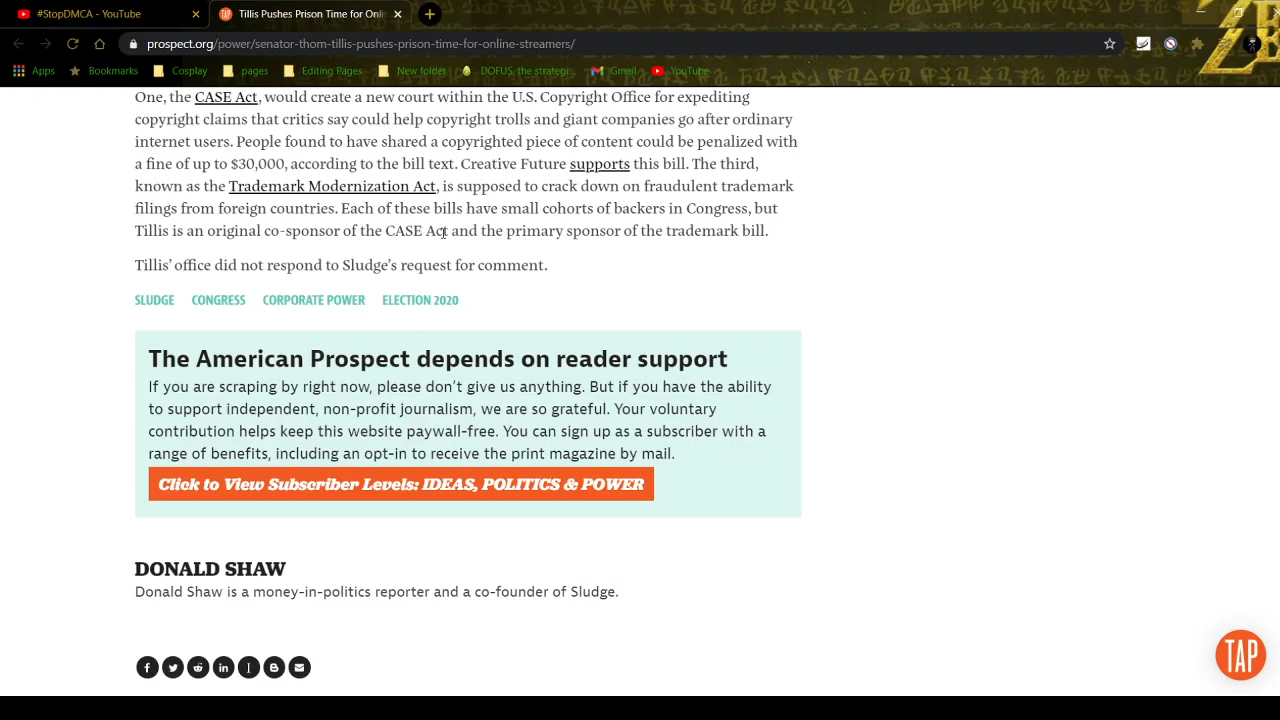 #StopDMCA - YouTube
Tillis Pushes Prison Time for Onlin
prospect.org/power/senator-thom-tillis-pushes-prison-time-for-online-streamers/
Apps Bookmarks Cosplay pages Editing Pages New folder DOFUS, the strateg... Gmail YouTube
One, the CASE Act, would create a new court within the U.S. Copyright Office for expediting
copyright claims that critics say could help copyright trolls and giant companies go after ordinary
internet users. People found to have shared a copyrighted piece of content could be penalized with
a fine of up to $30,000, according to the bill text. Creative Future supports this bill. The third,
known as the Trademark Modernization Act, is supposed to crack down on fraudulent trademark
filings from foreign countries. Each of these bills have small cohorts of backers in Congress, but
Tillis is an original co-sponsor of the CASE Act and the primary sponsor of the trademark bill.
Tillis’ office did not respond to Sludge’s request for comment.
SLUDGE CONGRESS CORPORATE POWER ELECTION 2020
The American Prospect depends on reader support
If you are scraping by right now, please don’t give us anything. But if you have the ability
to support independent, non-profit journalism, we are so grateful. Your voluntary
contribution helps keep this website paywall-free. You can sign up as a subscriber with a
range of benefits, including an opt-in to receive the print magazine by mail.
Click to View Subscriber Levels: IDEAS, POLITICS & POWER
DONALD SHAW
Donald Shaw is a money-in-politics reporter and a co-founder of Sludge.
TAP